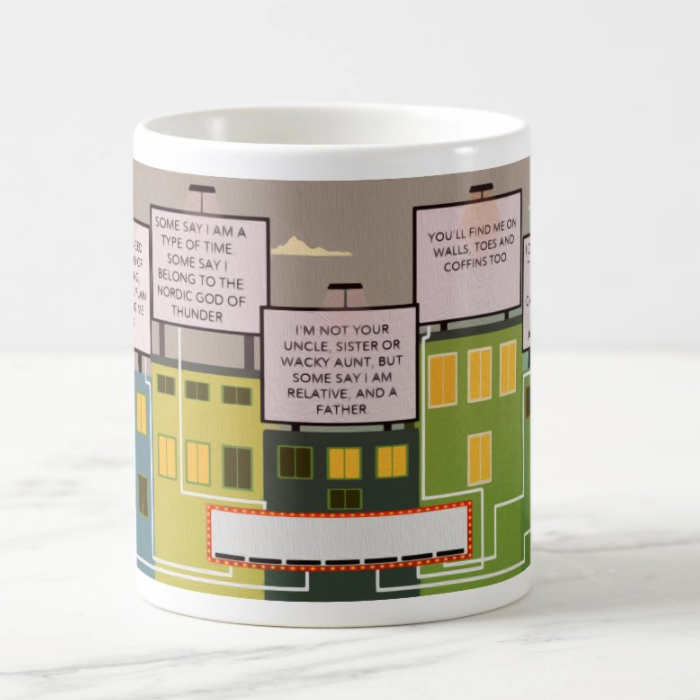 SOME SAY I AM A
TYPE OF TIME.
SOME SAY I
BELONG TO THE
NORDIC GOD OF
THUNDER
I'M NOT YOUR
UNCLE, SISTER OR
WACKY AUNT, BUT
SOME SAY I AM
RELATIVE, AND A
FATHER
YOU'LL FIND ME ON
WALLS, TOES AND
COFFINS TOO